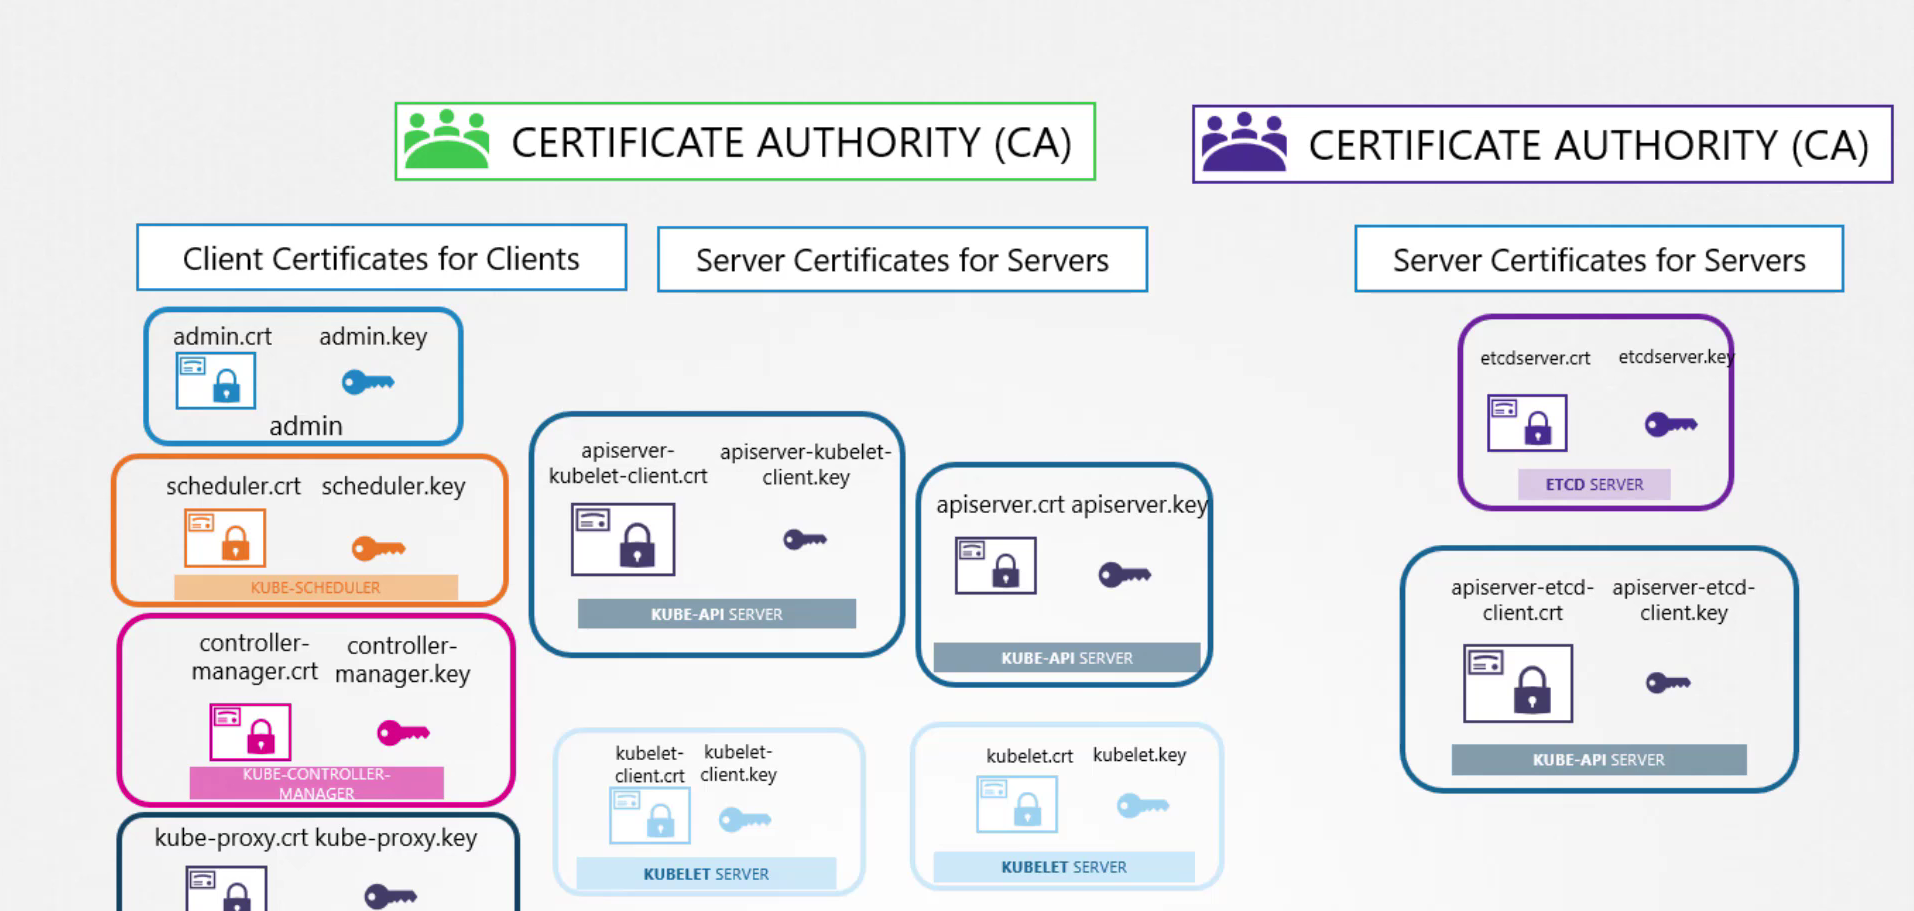 CERTIFICATE AUTHORITY (CA)
CERTIFICATE AUTHORITY (CA)
Client Certificates for Clients
Server Certificates for Servers
Server Certificates for Servers
admin.crt
admin.key
admin
scheduler.crt
scheduler.key
KUBE-SCHEDULER
controller-
manager.crt
controller-
manager.key
KUBE-CONTROLLER-
MANAGER
kube-proxy.crt
kube-proxy.key
apiserver-
kubelet-client.crt
apiserver-kubelet-
client.key
KUBE-API SERVER
apiserver.crt
apiserver.key
KUBE-API SERVER
kubelet-
client.crt
kubelet-
client.key
KUBELET SERVER
kubelet.crt
kubelet.key
KUBELET SERVER
etcdserver.crt
etcdserver.key
ETCD SERVER
apiserver-etcd-
client.crt
apiserver-etcd-
client.key
KUBE-API SERVER